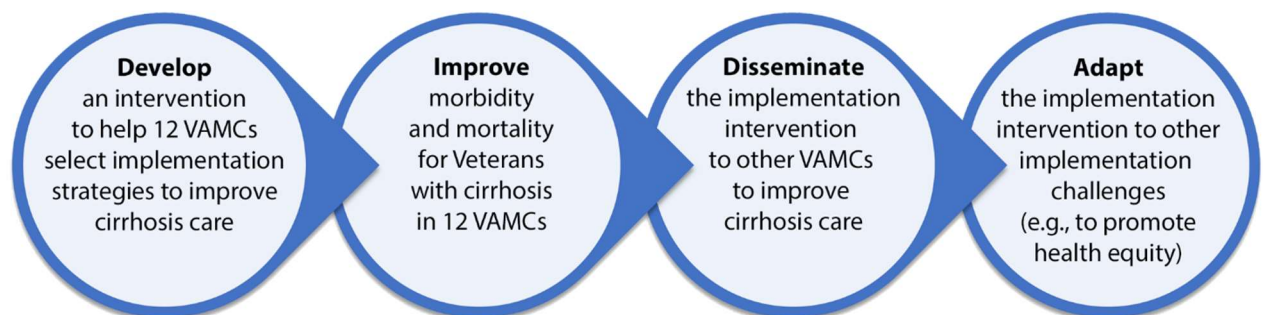 Develop
an intervention
to help 12 VAMCs
select implementation
strategies to improve
cirrhosis care
Improve
morbidity
and mortality
for Veterans
with cirrhosis
in 12 VAMCs
Disseminate
the implementation
intervention
to other VAMCs
to improve
cirrhosis care
Adapt
the implementation
intervention to other
implementation
challenges
(e.g., to promote
health equity)